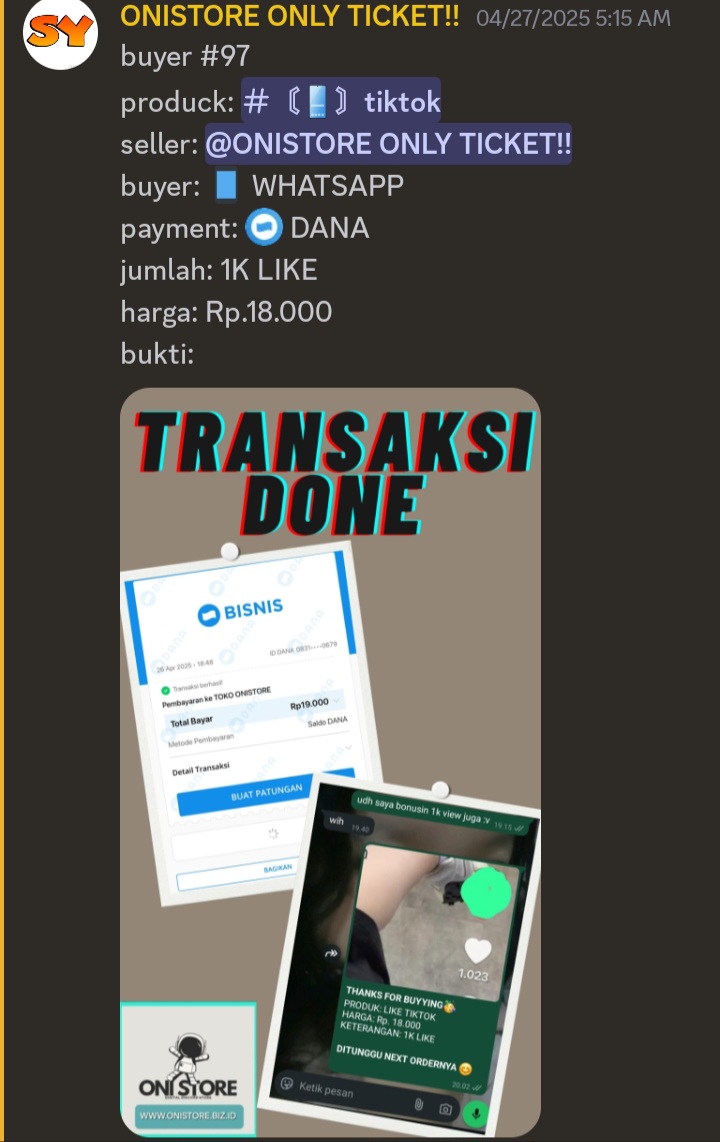 SY
ONISTORE ONLY TICKET!! 04/27/2025 5:15 AM
buyer #97
produck: # 〘 〙tiktok
seller: @ONISTORE ONLY TICKET!!
buyer: WHATSAPP
payment: DANA
jumlah: 1K LIKE
harga: Rp.18.000
bukti:
TRANSAKSI
DONE
BISNIS
26 Apr 2025 • 18:48 ID DANA 0831····0679
Transaksi berhasil
Pembayaran ke TOKO ONISTORE
Total Bayar Rp19.000
Metode Pembayaran Saldo DANA
Detail Transaksi
BUAT PATUNGAN
BAGIKAN
udh saya bonusin 1k view juga :v 19.15
wih 19.40
1.023
THANKS FOR BUYYING
PRODUK: LIKE TIKTOK
HARGA: Rp. 18.000
KETERANGAN: 1K LIKE
DITUNGGU NEXT ORDERNYA 😊
20.02
Ketik pesan
ONI STORE
WWW.ONISTORE.BIZ.ID